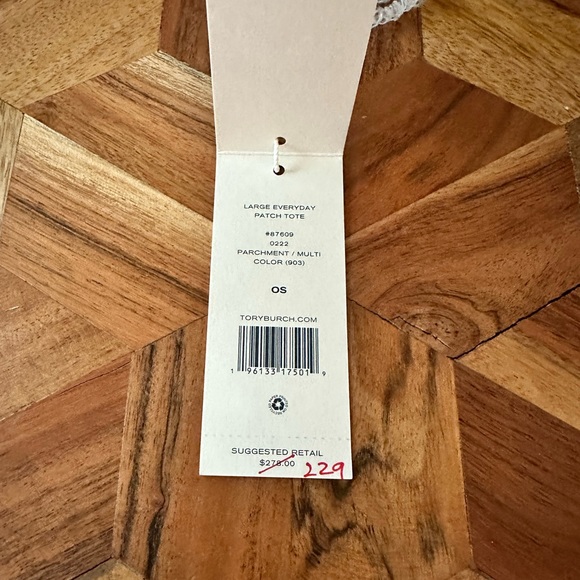 LARGE EVERYDAY
PATCH TOTE
#87609
0222
PARCHMENT / MULTI
COLOR (903)
OS
TORYBURCH.COM
1 96133 17501 9
SUGGESTED RETAIL
$278.00 229